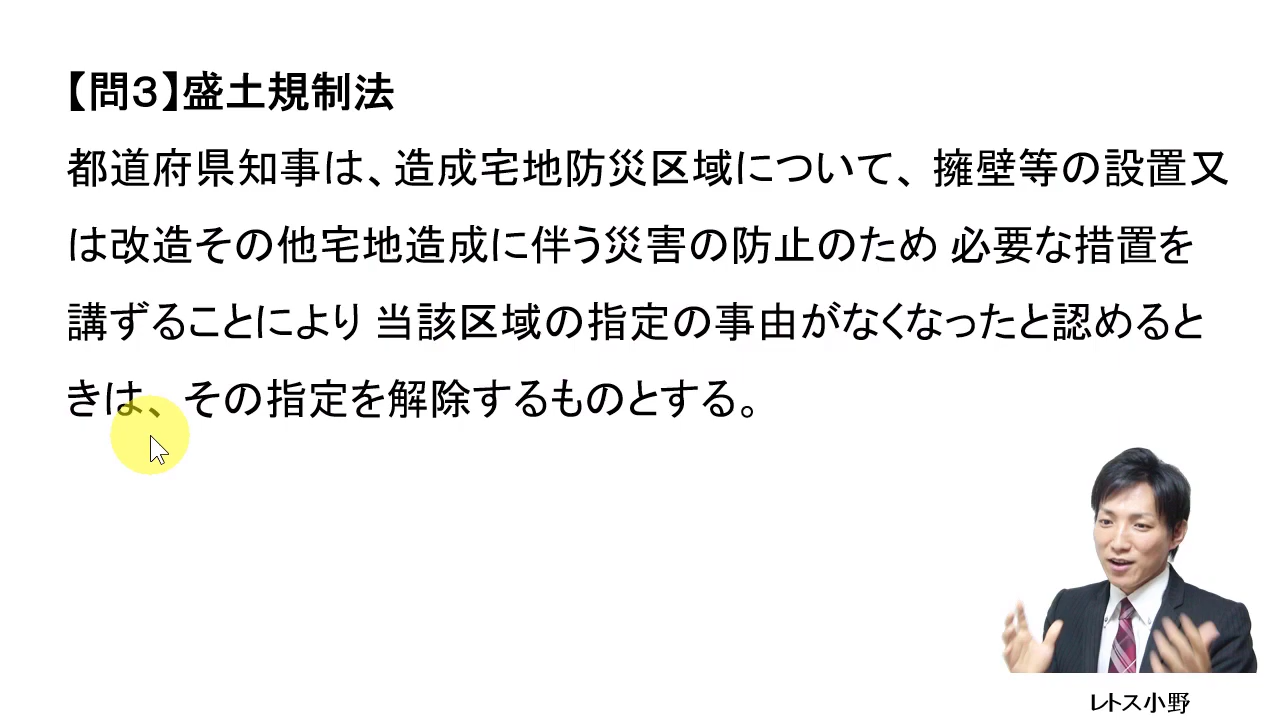 【問3】盛土規制法
都道府県知事は、造成宅地防災区域について、擁壁等の設置又
は改造その他宅地造成に伴う災害の防止のため 必要な措置を
講ずることにより 当該区域の指定の事由がなくなったと認めると
きは、その指定を解除するものとする。
レトス小野